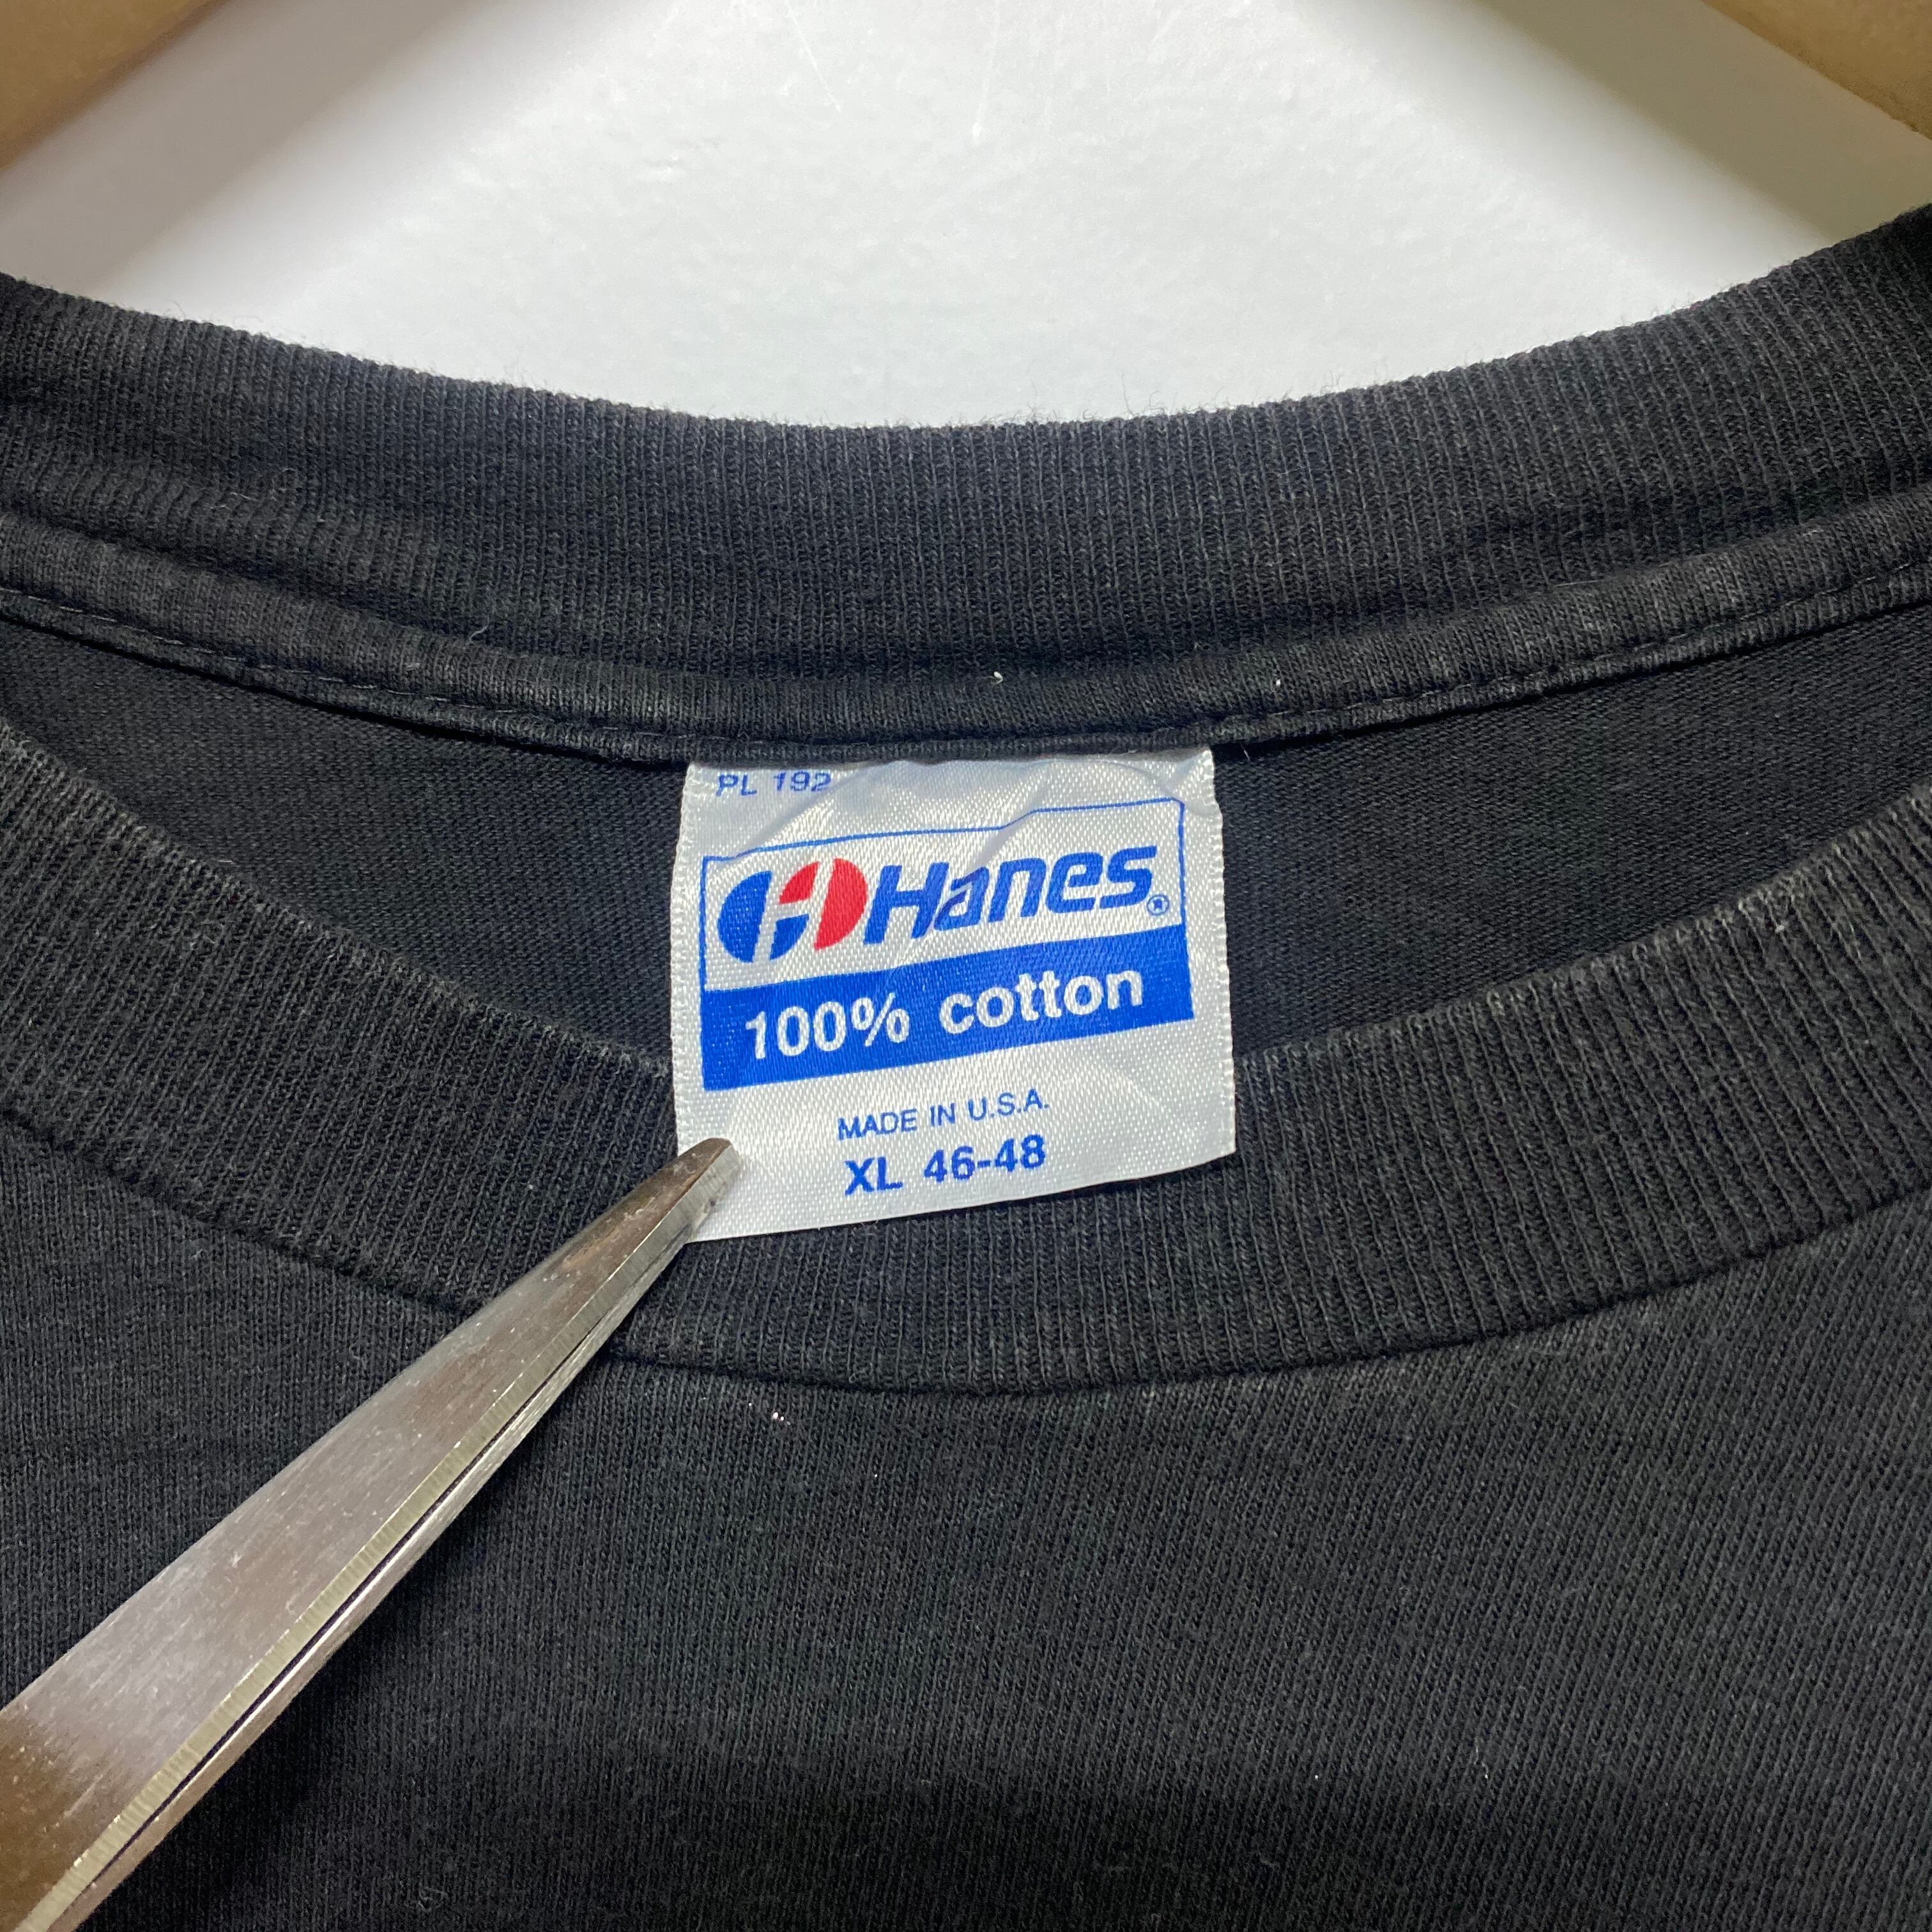 PL 192
Hanes®
100% cotton
MADE IN U.S.A.
XL 46-48